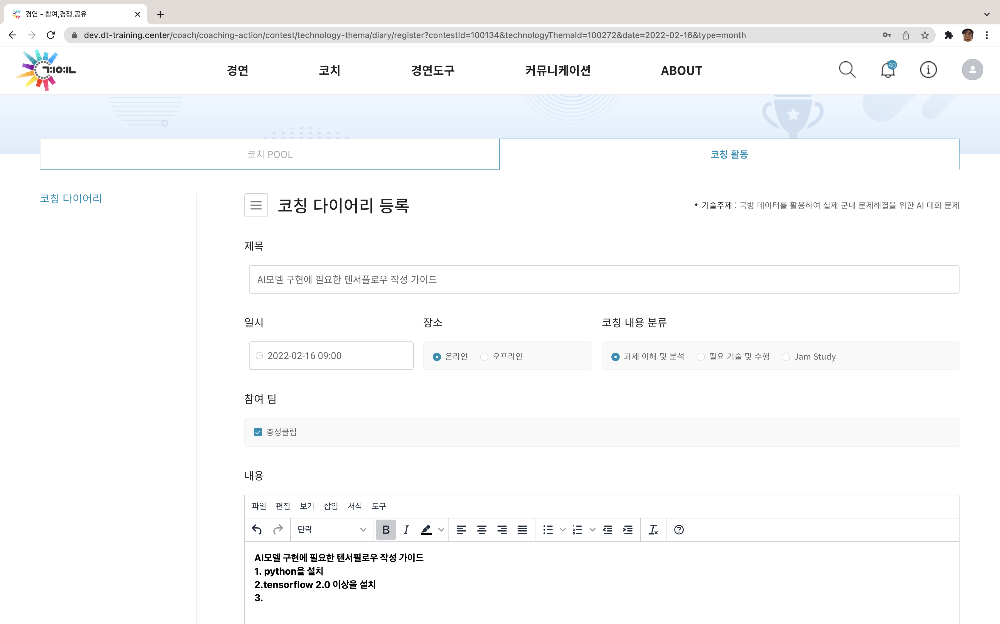 경연 - 참여,경쟁,공유
dev.dt-training.center/coach/coaching-action/contest/technology-thema/diary/register?contestId=100134&technologyThemaId=100272&date=2022-02-16&type=month
경연 코치 경연도구 커뮤니케이션 ABOUT 40
코치 POOL 코칭 활동
코칭 다이어리
코칭 다이어리 등록
• 기술주제 : 국방 데이터를 활용하여 실제 군내 문제해결을 위한 AI 대회 문제
제목
AI모델 구현에 필요한 텐서플로우 작성 가이드
일시 장소 코칭 내용 분류
2022-02-16 09:00 온라인 오프라인 과제 이해 및 분석 필요 기술 및 수행 Jam Study
참여 팀
충성클럽
내용
파일 편집 보기 삽입 서식 도구
단락 B I
AI모델 구현에 필요한 텐서필로우 작성 가이드
1. python을 설치
2.tensorflow 2.0 이상을 설치
3.